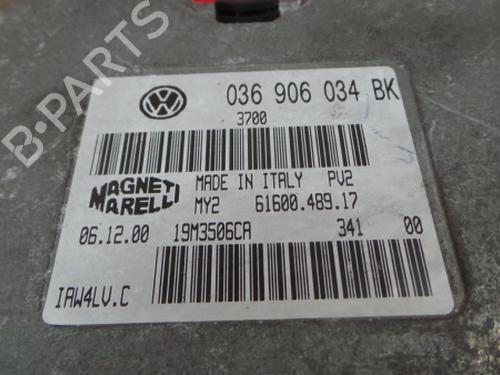 036 906 034 BK
3700
MAGNETI MARELLI
MADE IN ITALY PV2
MY2 61600.489.17
06.12.00 19M3506CA 341 00
IAW4LV.C
B-PARTS